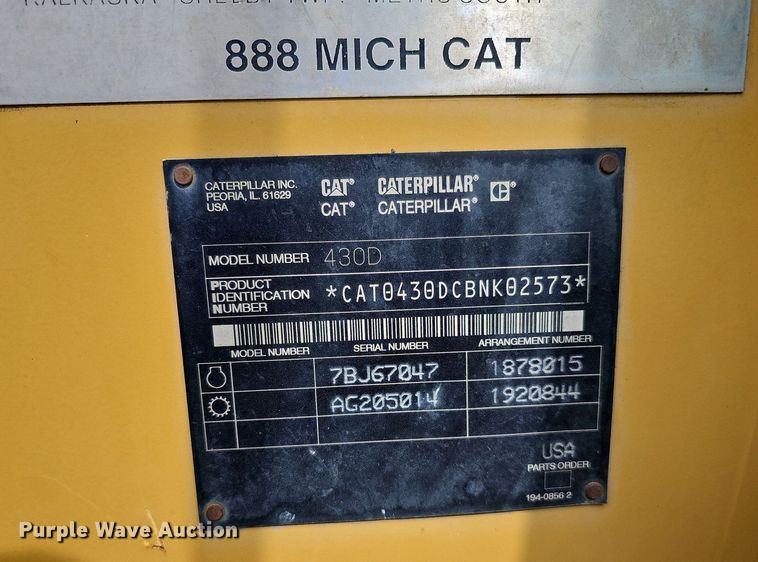 888 MICH CAT
CATERPILLAR INC.
PEORIA, IL 61629
USA
CAT® CATERPILLAR® C®
CAT® CATERPILLAR®
MODEL NUMBER 430D
PRODUCT IDENTIFICATION NUMBER *CAT0430DCBNK02573*
MODEL NUMBER SERIAL NUMBER ARRANGEMENT NUMBER
7BJ67047 1878015
AG205014 1920844
USA
PARTS ORDER
194-0856 2
Purple Wave Auction